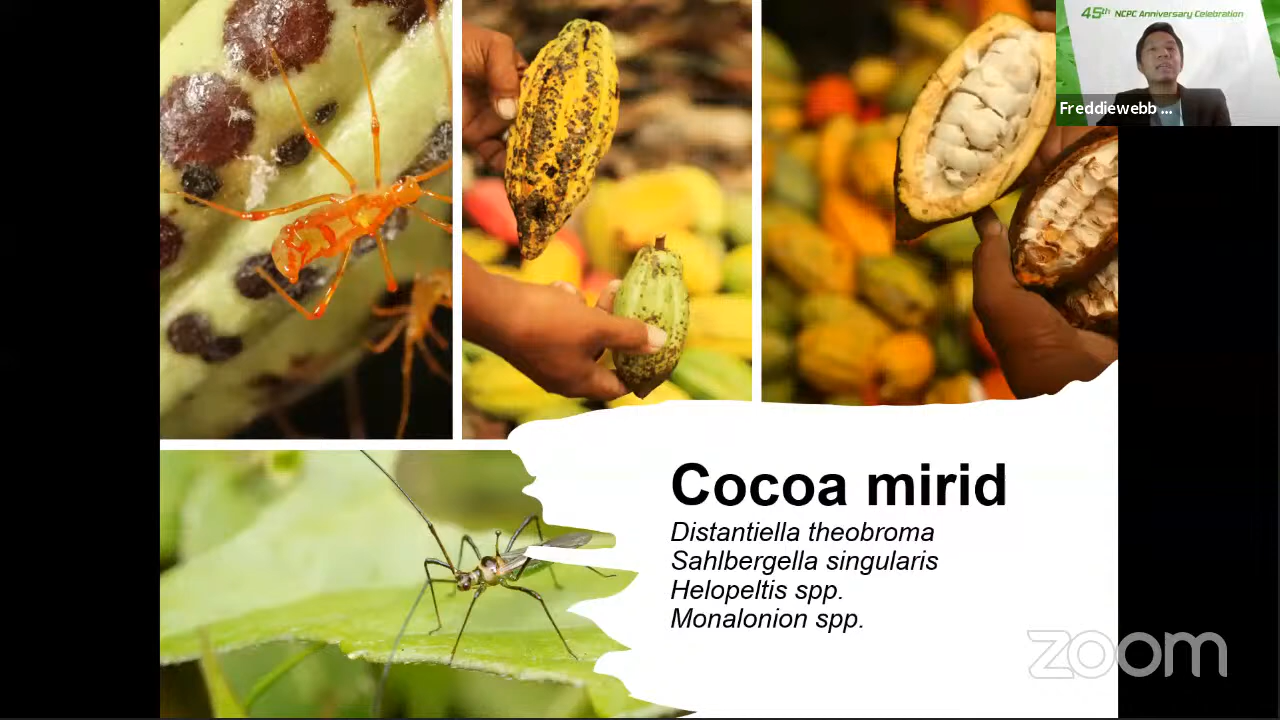 45th NCPC Anniversary Celebration
Freddiewebb ...
Cocoa mirid
Distantiella theobroma
Sahlbergella singularis
Helopeltis spp.
Monalonion spp.
zoom